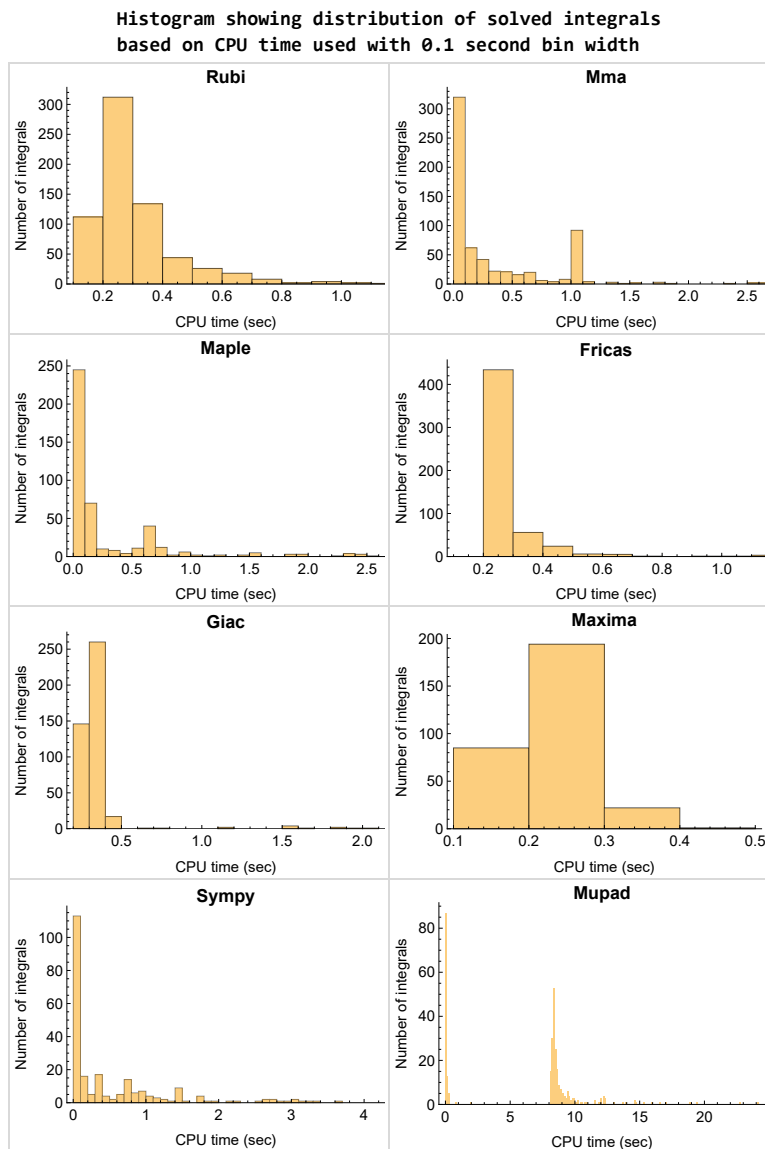 Histogram showing distribution of solved integrals
based on CPU time used with 0.1 second bin width
Rubi
Number of integrals
300
250
200
150
100
50
0
0.2 0.4 0.6 0.8 1.0
CPU time (sec)
Mma
Number of integrals
300
250
200
150
100
50
0
0.0 0.5 1.0 1.5 2.0 2.5
CPU time (sec)
Maple
Number of integrals
250
200
150
100
50
0
0.0 0.5 1.0 1.5 2.0 2.5
CPU time (sec)
Fricas
Number of integrals
400
300
200
100
0
0.2 0.4 0.6 0.8 1.0
CPU time (sec)
Giac
Number of integrals
250
200
150
100
50
0
0.5 1.0 1.5 2.0
CPU time (sec)
Maxima
Number of integrals
200
150
100
50
0
0.1 0.2 0.3 0.4 0.5
CPU time (sec)
Sympy
Number of integrals
100
80
60
40
20
0
0 1 2 3 4
CPU time (sec)
Mupad
Number of integrals
80
60
40
20
0
0 5 10 15 20
CPU time (sec)